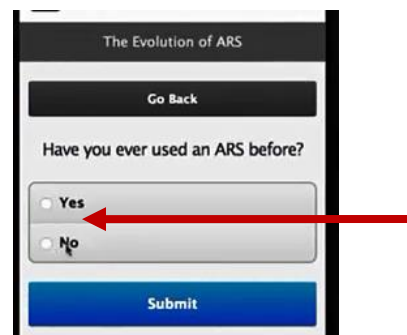 The Evolution of ARS
Go Back
Have you ever used an ARS before?
Yes
No
Submit